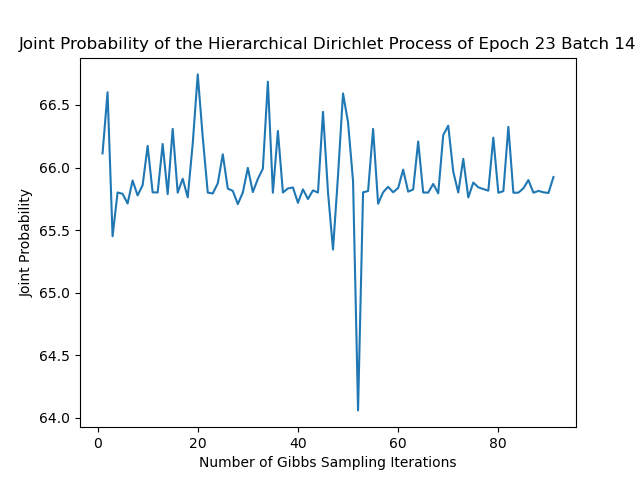 Joint Probability of the Hierarchical Dirichlet Process of Epoch 23 Batch 14
66.5
66.0
65.5
65.0
64.5
64.0
Joint Probability
0 20 40 60 80
Number of Gibbs Sampling Iterations